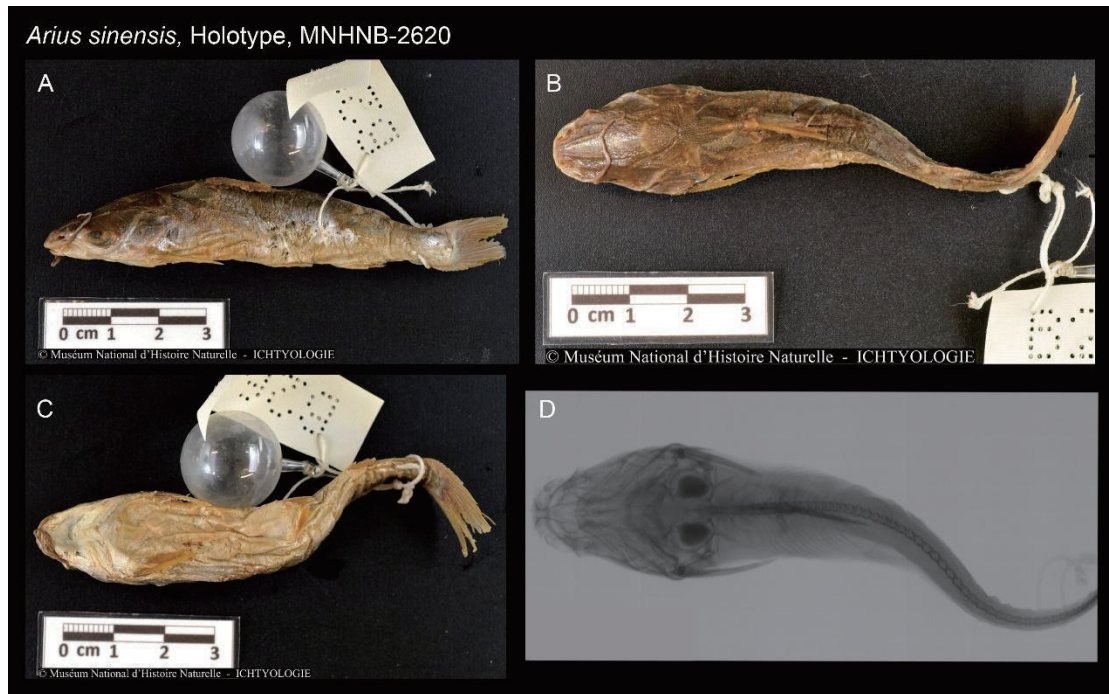 Arius sinensis, Holotype, MNHNB-2620
A
0 cm 1 2 3
© Muséum National d'Histoire Naturelle - ICHTYOLOGIE
B
0 cm 1 2 3
© Muséum National d'Histoire Naturelle - ICHTYOLOGIE
C
0 cm 1 2 3
© Muséum National d'Histoire Naturelle - ICHTYOLOGIE
D